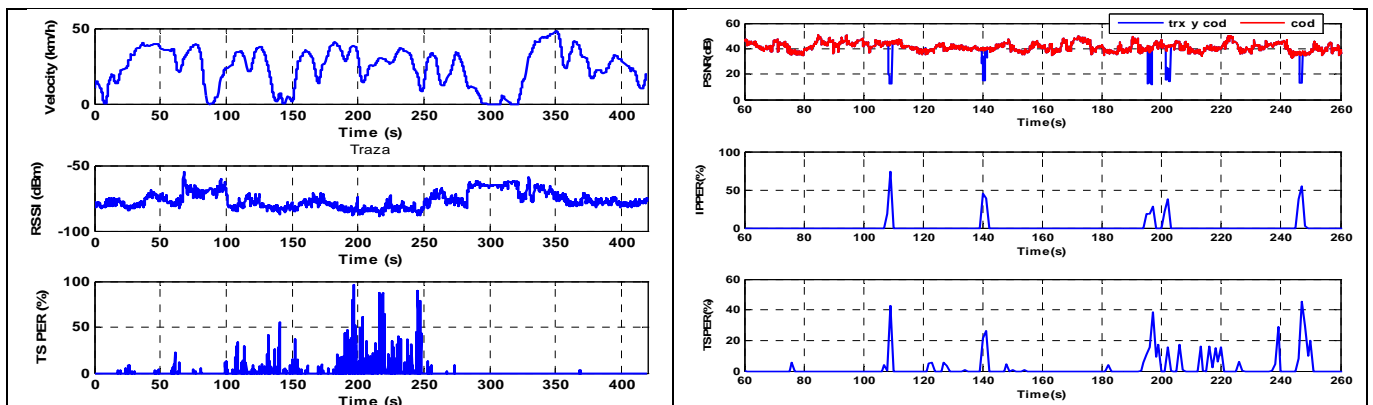 Velocity (km/h)
50
0
0 50 100 150 200 250 300 350 400
Time (s)
Traza
RSSI (dBm)
-50
-100
0 50 100 150 200 250 300 350 400
Time (s)
TS PER (%)
100
50
0
0 50 100 150 200 250 300 350 400
Time (s)
trx y cod cod
PSNR(dB)
60
40
20
0
60 80 100 120 140 160 180 200 220 240 260
Time(s)
IPPER(%)
100
50
0
60 80 100 120 140 160 180 200 220 240 260
Time(s)
TSPER(%)
60
40
20
0
60 80 100 120 140 160 180 200 220 240 260
Time(s)